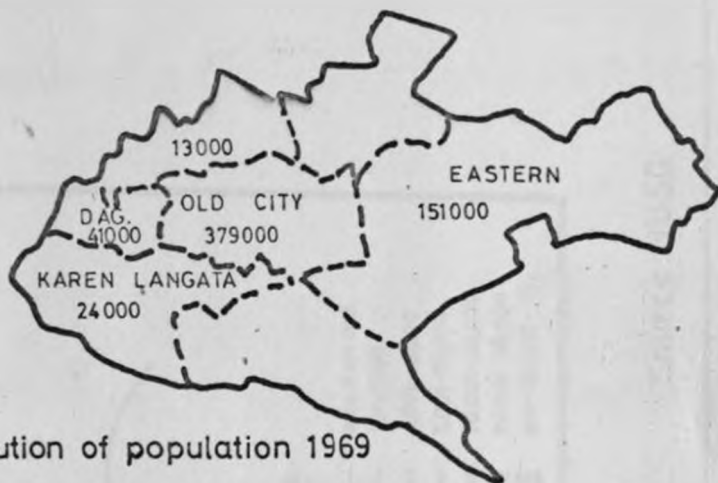 13000
EASTERN
151000
DAG.
41000
OLD CITY
379000
KAREN LANGATA
24000
ution of population 1969